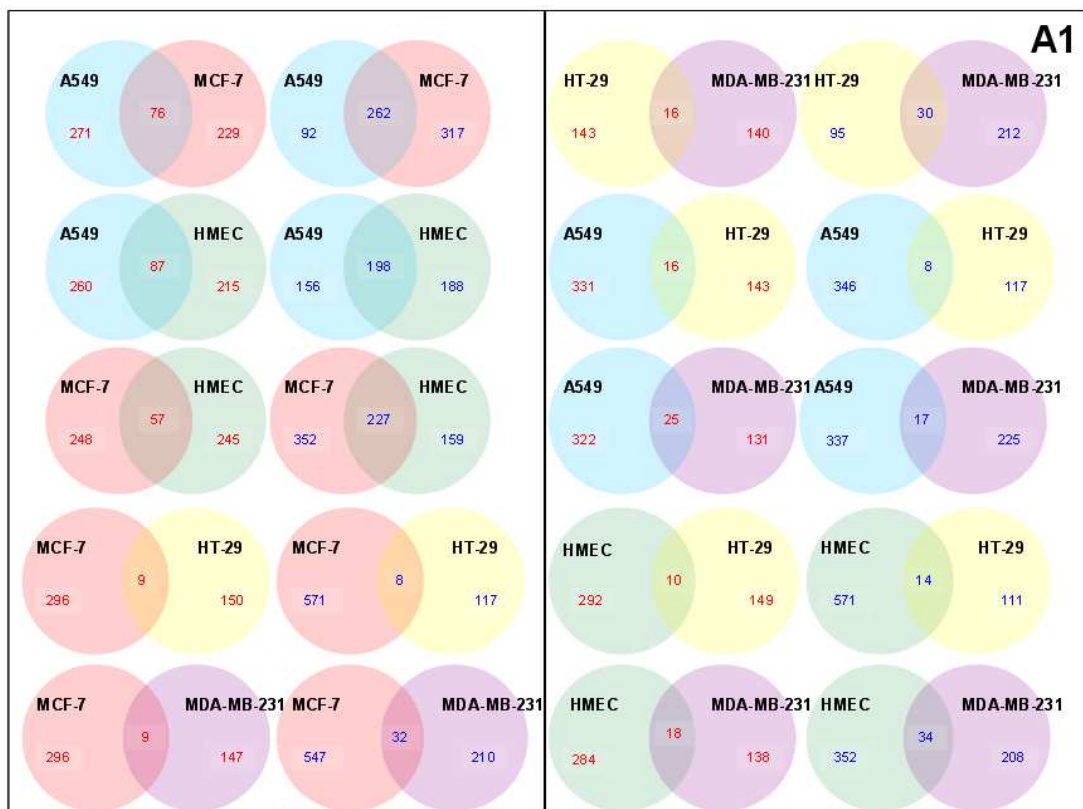 A1
A549 MCF-7 A549 MCF-7
76 262
271 229 92 317
A549 HMEC A549 HMEC
87 198
260 215 156 188
MCF-7 HMEC MCF-7 HMEC
57 227
248 245 352 159
MCF-7 HT-29 MCF-7 HT-29
9 8
296 150 571 117
MCF-7 MDA-MB-231 MCF-7 MDA-MB-231
9 32
296 147 547 210
HT-29 MDA-MB-231 HT-29 MDA-MB-231
16 30
143 140 95 212
A549 HT-29 A549 HT-29
16 8
331 143 346 117
A549 MDA-MB-231 A549 MDA-MB-231
25 17
322 131 337 225
HMEC HT-29 HMEC HT-29
10 14
292 149 571 111
HMEC MDA-MB-231 HMEC MDA-MB-231
18 34
284 138 352 208